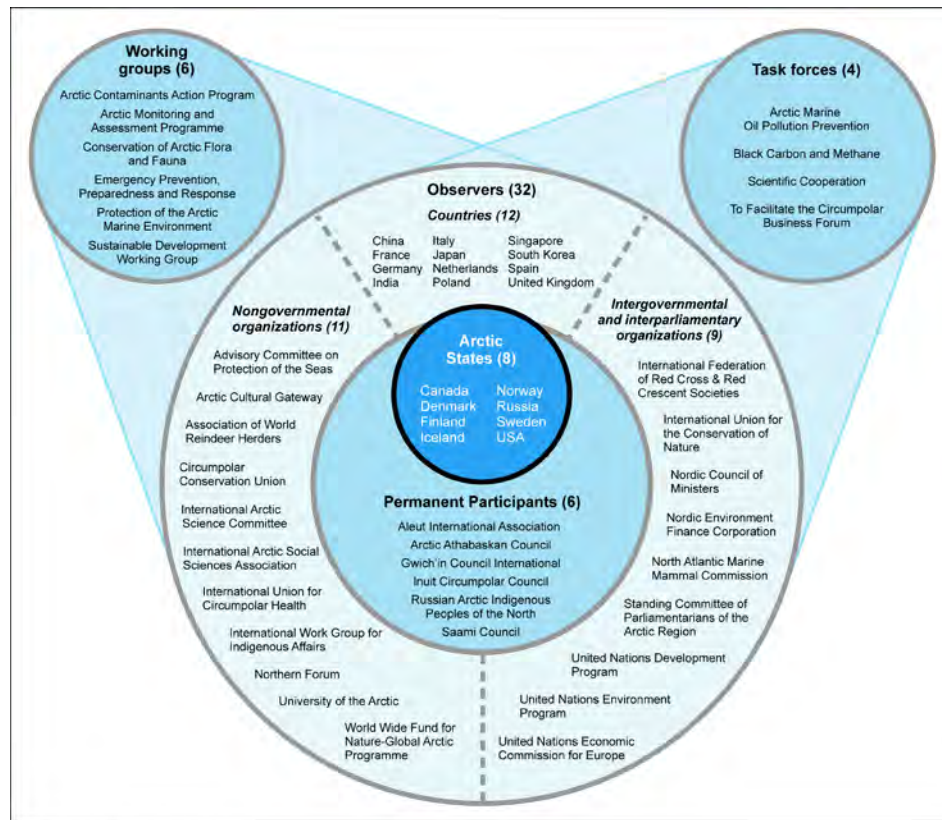 Working
groups (6)
Arctic Contaminants Action Program
Arctic Monitoring and
Assessment Programme
Conservation of Arctic Flora
and Fauna
Emergency Prevention,
Preparedness and Response
Protection of the Arctic
Marine Environment
Sustainable Development
Working Group
Task forces (4)
Arctic Marine
Oil Pollution Prevention
Black Carbon and Methane
Scientific Cooperation
To Facilitate the Circumpolar
Business Forum
Observers (32)
Countries (12)
China Italy Singapore
France Japan South Korea
Germany Netherlands Spain
India Poland United Kingdom
Nongovernmental
organizations (11)
Advisory Committee on
Protection of the Seas
Arctic Cultural Gateway
Association of World
Reindeer Herders
Circumpolar
Conservation Union
International Arctic
Science Committee
International Arctic Social
Sciences Association
International Union for
Circumpolar Health
International Work Group for
Indigenous Affairs
Northern Forum
University of the Arctic
World Wide Fund for
Nature-Global Arctic
Programme
Arctic
States (8)
Canada Norway
Denmark Russia
Finland Sweden
Iceland USA
Permanent Participants (6)
Aleut International Association
Arctic Athabaskan Council
Gwich'in Council International
Inuit Circumpolar Council
Russian Arctic Indigenous
Peoples of the North
Saami Council
Intergovernmental
and interparliamentary
organizations (9)
International Federation
of Red Cross & Red
Crescent Societies
International Union for
the Conservation of
Nature
Nordic Council of
Ministers
Nordic Environment
Finance Corporation
North Atlantic Marine
Mammal Commission
Standing Committee of
Parliamentarians of the
Arctic Region
United Nations Development
Program
United Nations Environment
Program
United Nations Economic
Commission for Europe